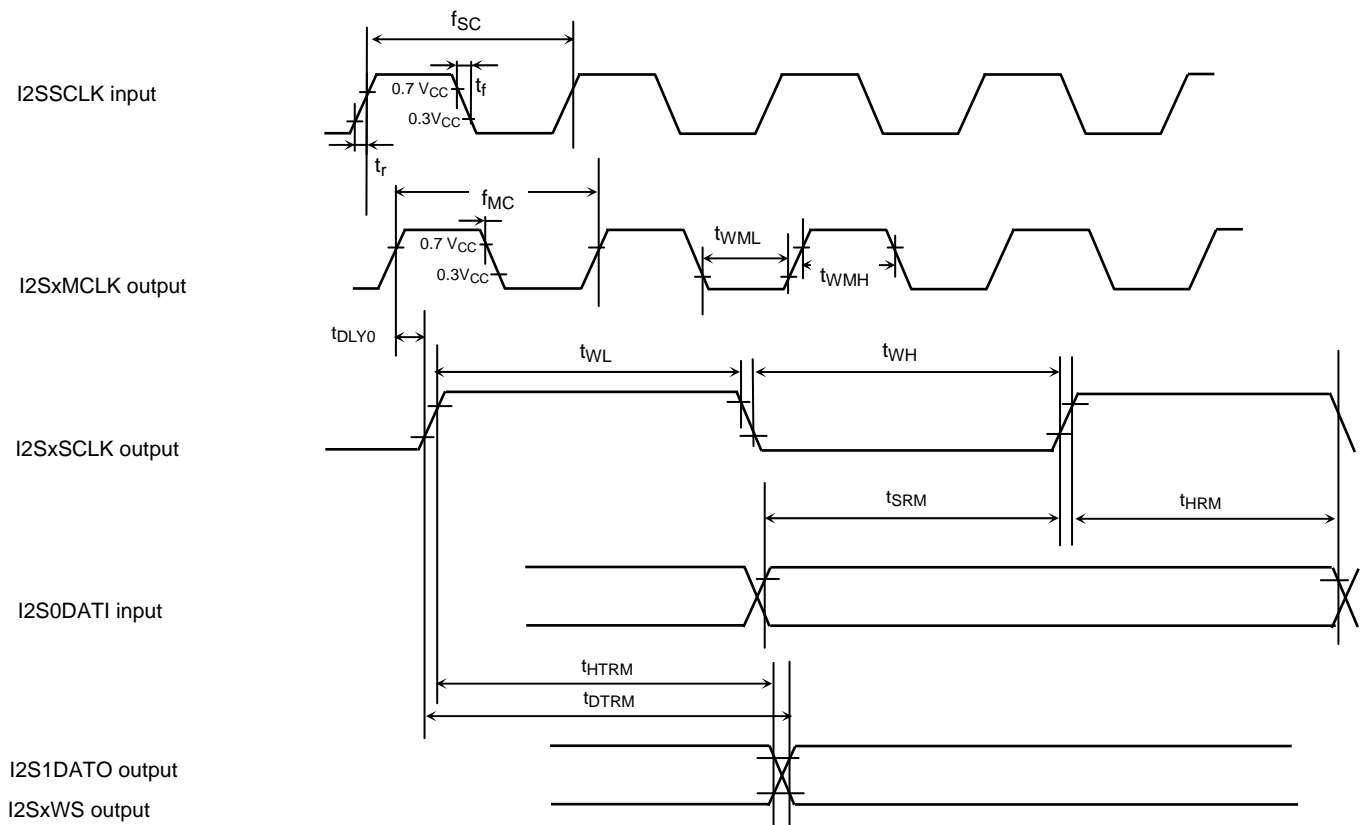 fSC
I2SSCLK input
0.7 VCC
tf
0.3VCC
tr
fMC
I2SxMCLK output
0.7 VCC
0.3VCC
tWML
tWMH
tDLY0
tWL
tWH
I2SxSCLK output
tSRM
tHRM
I2S0DATI input
tHTRM
tDTRM
I2S1DATO output
I2SxWS output